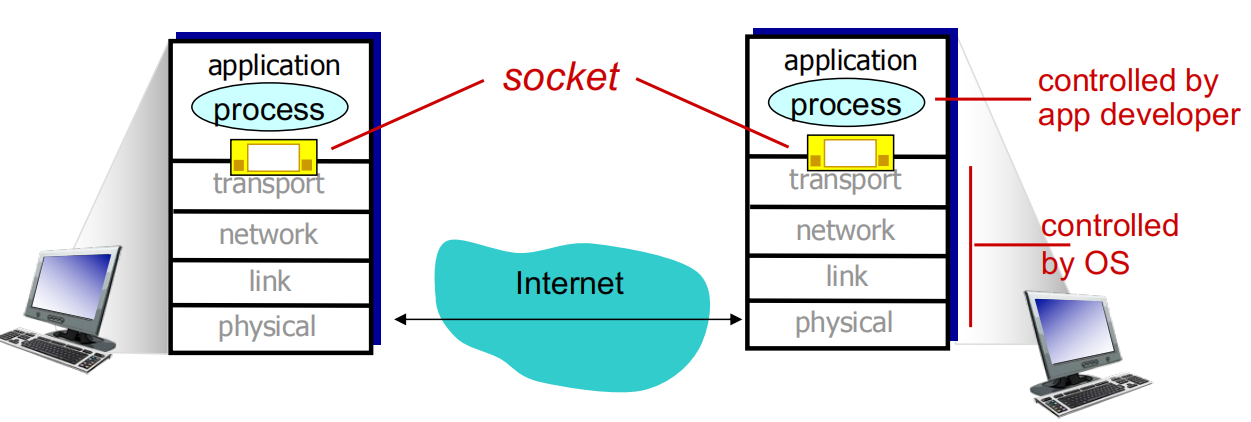 application
process
transport
network
link
physical
socket
Internet
application
process
transport
network
link
physical
controlled by
app developer
controlled
by OS